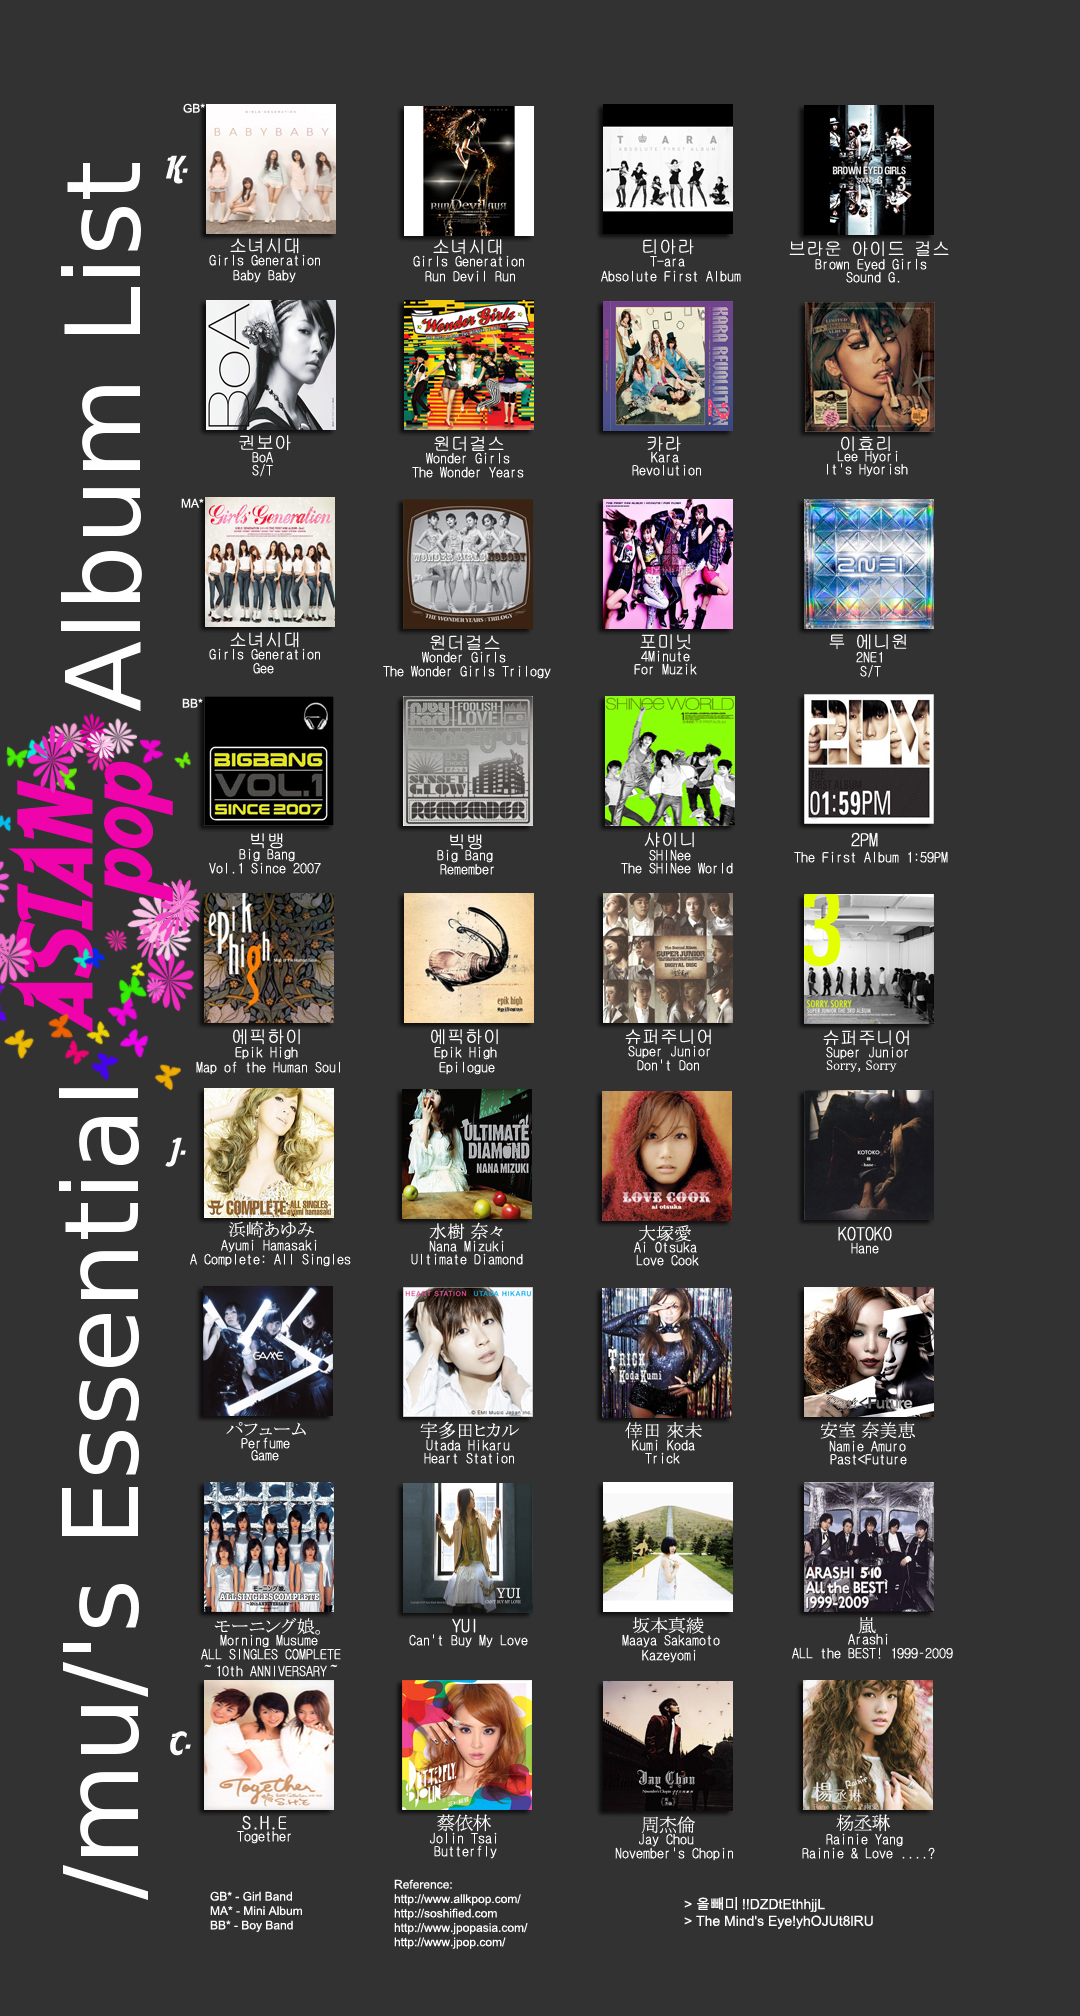 /mu/'s Essential ASIAN -pop Album List
K-
GB*
소녀시대
Girls Generation
Baby Baby
소녀시대
Girls Generation
Run Devil Run
티아라
T-ara
Absolute First Album
브라운 아이드 걸스
Brown Eyed Girls
Sound G.
권보아
BoA
S/T
원더걸스
Wonder Girls
The Wonder Years
카라
Kara
Revolution
이효리
Lee Hyori
It's Hyorish
MA*
소녀시대
Girls Generation
Gee
원더걸스
Wonder Girls
The Wonder Girls Trilogy
포미닛
4Minute
For Muzik
투 에니원
2NE1
S/T
BB*
빅뱅
Big Bang
Vol.1 Since 2007
빅뱅
Big Bang
Remember
샤이니
SHINee
The SHINee World
2PM
The First Album 1:59PM
에픽하이
Epik High
Map of the Human Soul
에픽하이
Epik High
Epilogue
슈퍼주니어
Super Junior
Don't Don
슈퍼주니어
Super Junior
Sorry, Sorry
J-
浜崎あゆみ
Ayumi Hamasaki
A Complete: All Singles
水樹 奈々
Nana Mizuki
Ultimate Diamond
大塚愛
Ai Otsuka
Love Cook
KOTOKO
Hane
パフューム
Perfume
Game
宇多田ヒカル
Utada Hikaru
Heart Station
倖田 來未
Kumi Koda
Trick
安室 奈美恵
Namie Amuro
Past<Future
モーニング娘。
Morning Musume
ALL SINGLES COMPLETE
~10th ANNIVERSARY~
YUI
Can't Buy My Love
坂本真綾
Maaya Sakamoto
Kazeyomi
嵐
Arashi
ALL the BEST! 1999-2009
C-
S.H.E
Together
蔡依林
Jolin Tsai
Butterfly
周杰倫
Jay Chou
November's Chopin
杨丞琳
Rainie Yang
Rainie & Love ....?
GB* - Girl Band
MA* - Mini Album
BB* - Boy Band
Reference:
http://www.allkpop.com/
http://soshified.com
http://www.jpopasia.com/
http://www.jpop.com/
> 올빼미 !!DZDtEthhjjL
> The Mind's Eye!yhOJUt8lRU